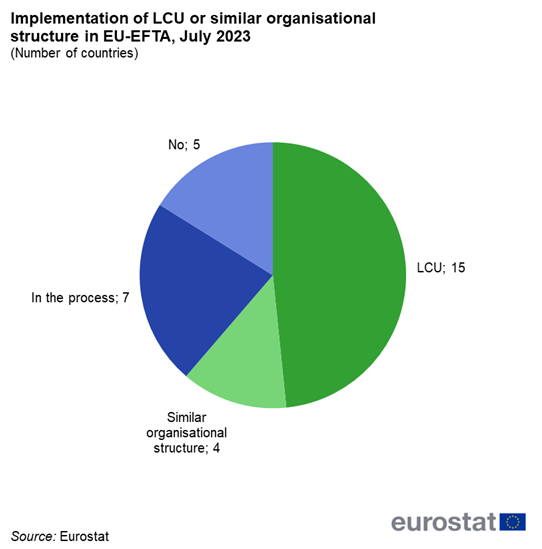 Implementation of LCU or similar organisational
structure in EU-EFTA, July 2023
(Number of countries)
No; 5
LCU; 15
In the process; 7
Similar
organisational
structure; 4
eurostat
Source: Eurostat